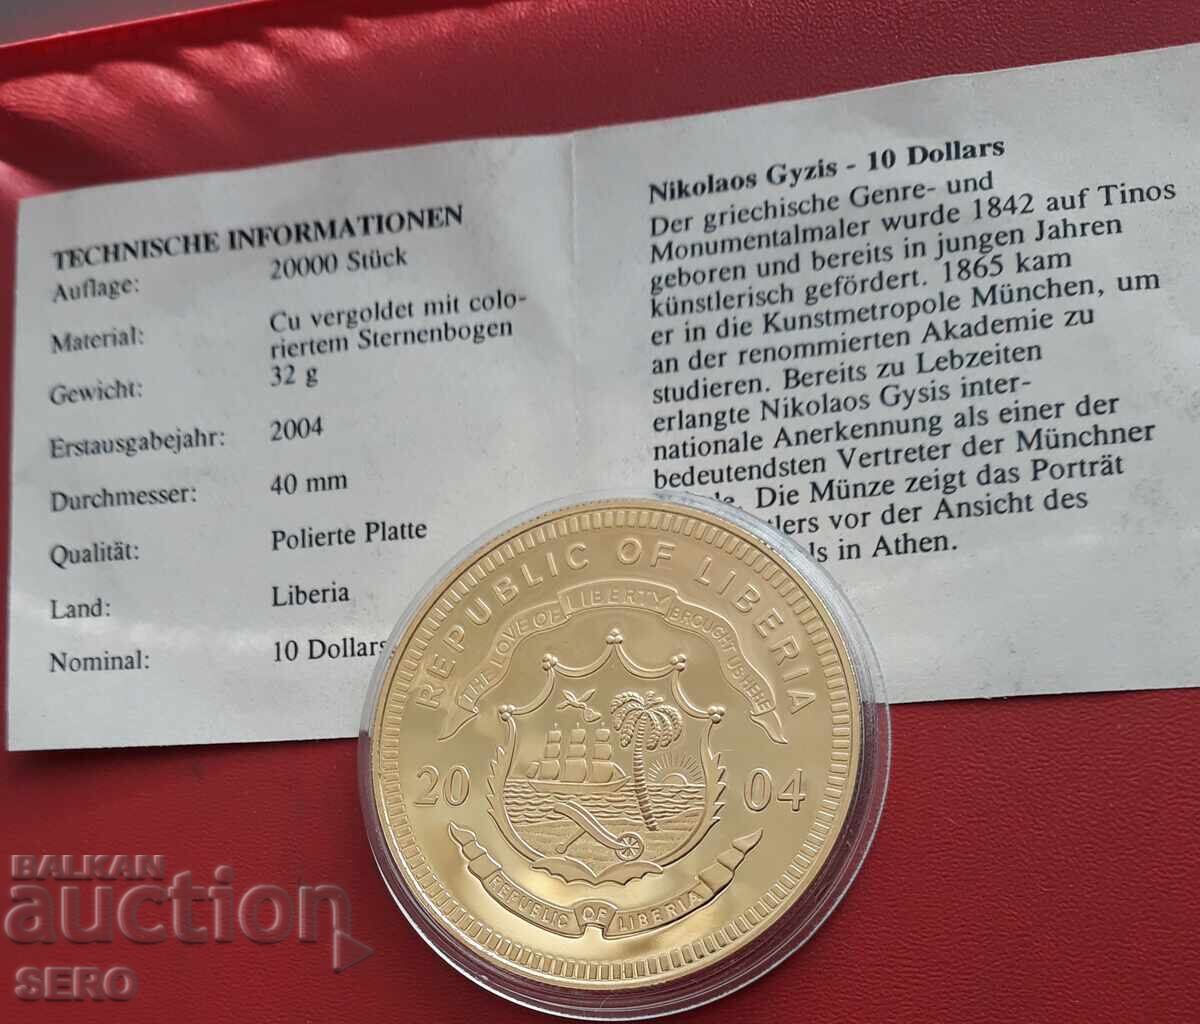 TECHNISCHE INFORMATIONEN
Auflage: 20000 Stück
Material: Cu vergoldet mit colo-
riertem Sternenbogen
Gewicht: 32 g
Erstausgabejahr: 2004
Durchmesser: 40 mm
Qualität: Polierte Platte
Land: Liberia
Nominal: 10 Dollars
Nikolaos Gyzis - 10 Dollars
Der griechische Genre- und
Monumentalmaler wurde 1842 auf Tinos
geboren und bereits in jungen Jahren
künstlerisch gefördert. 1865 kam
er in die Kunstmetropole München, um
an der renommierten Akademie zu
studieren. Bereits zu Lebzeiten
erlangte Nikolaos Gysis inter-
nationale Anerkennung als einer der
bedeutendsten Vertreter der Münchner
Die Münze zeigt das Porträt
tlers vor der Ansicht des
ls in Athen.
REPUBLIC OF LIBERIA
THE LOVE OF LIBERTY BROUGHT US HERE
20 04
REPUBLIC OF LIBERIA
BALKAN
auction
SERO